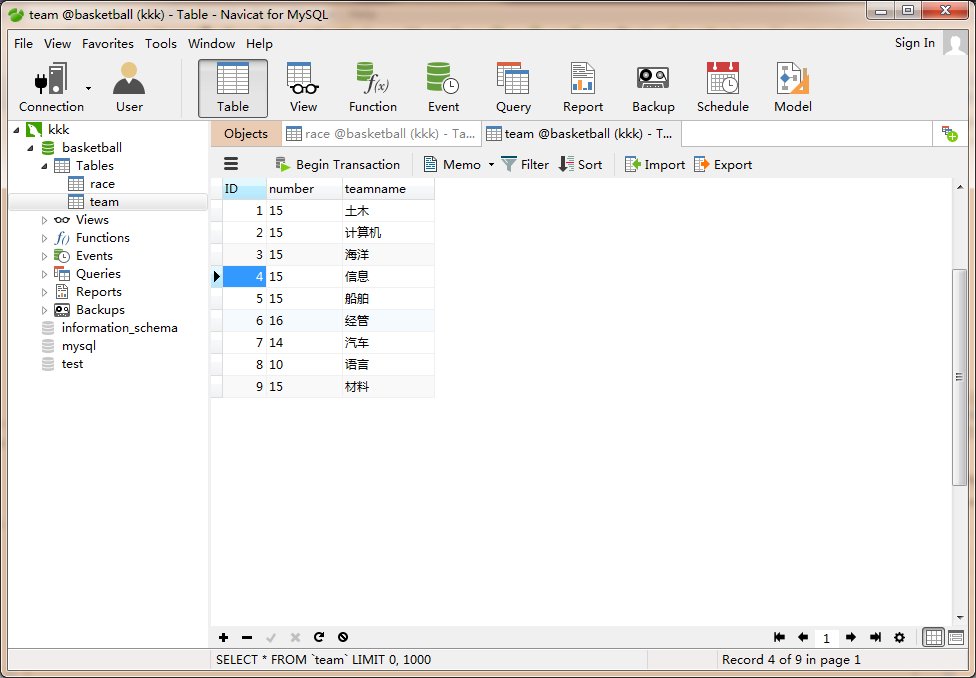 team @basketball (kkk) - Table - Navicat for MySQL
File View Favorites Tools Window Help Sign In
Connection User Table View Function Event Query Report Backup Schedule Model
kkk
basketball
Tables
race
team
Views
Functions
Events
Queries
Reports
Backups
information_schema
mysql
test
Objects race @basketball (kkk) - Ta... team @basketball (kkk) - T...
Begin Transaction Memo Filter Sort Import Export
ID number teamname
1 15 土木
2 15 计算机
3 15 海洋
4 15 信息
5 15 船舶
6 16 经管
7 14 汽车
8 10 语言
9 15 材料
1
SELECT * FROM `team` LIMIT 0, 1000 Record 4 of 9 in page 1